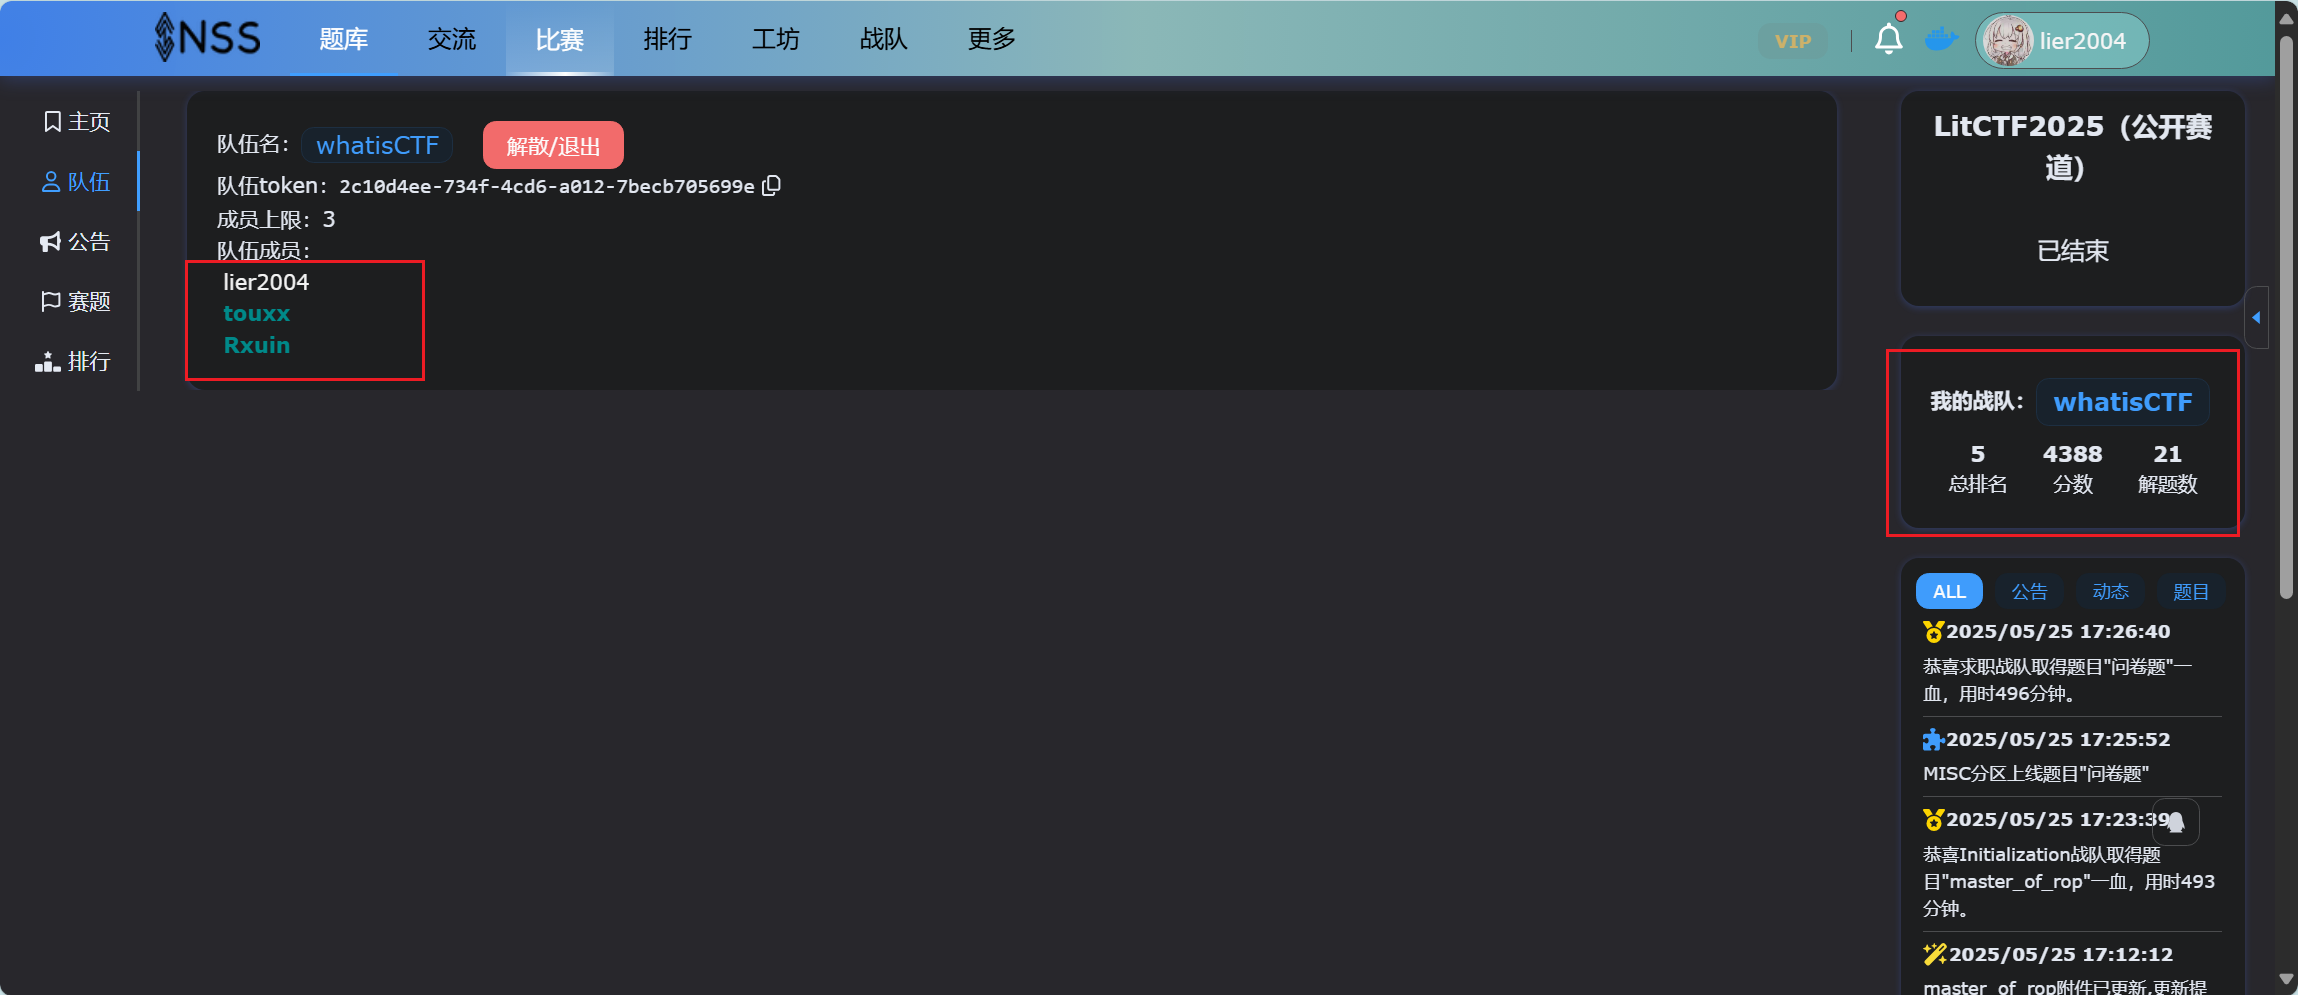 NSS
题库
交流
比赛
排行
工坊
战队
更多
VIP
lier2004
主页
队伍
公告
赛题
排行
队伍名：
whatisCTF
解散/退出
队伍token：2c10d4ee-734f-4cd6-a012-7becb705699e
成员上限：3
队伍成员：
lier2004
touxx
Rxuin
LitCTF2025（公开赛
道）
已结束
我的战队：
whatisCTF
5
4388
21
总排名
分数
解题数
ALL
公告
动态
题目
2025/05/25 17:26:40
恭喜求职战队取得题目"问卷题"一
血，用时496分钟。
2025/05/25 17:25:52
MISC分区上线题目"问卷题"
2025/05/25 17:23:39
恭喜Initialization战队取得题
目"master_of_rop"一血，用时493
分钟。
2025/05/25 17:12:12
master_of_rop附件已更新,更新提